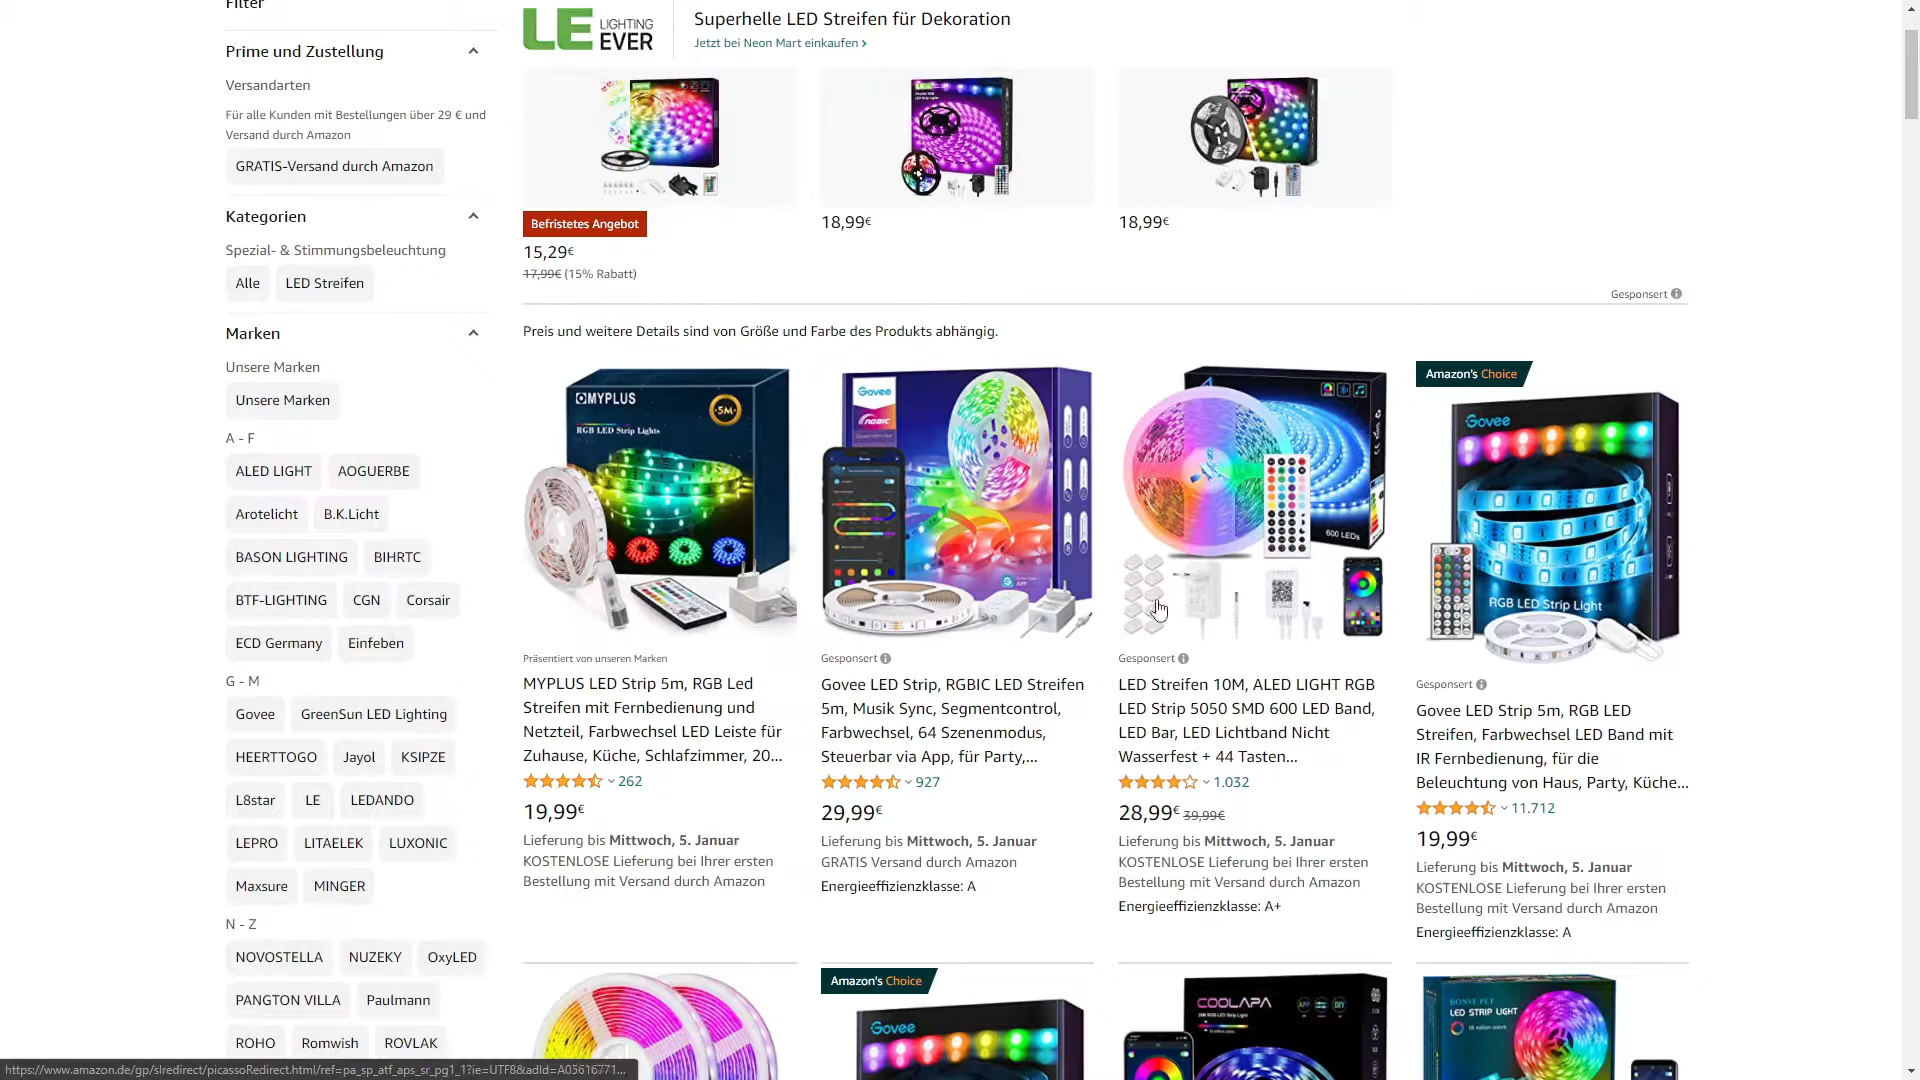 Filter
Prime und Zustellung
Versandarten
Für alle Kunden mit Bestellungen über 29 € und
Versand durch Amazon
GRATIS-Versand durch Amazon
Kategorien
Spezial- & Stimmungsbeleuchtung
Alle
LED Streifen
Marken
Unsere Marken
Unsere Marken
A - F
ALED LIGHT
AOGUERBE
Arotelicht
B.K.Licht
BASON LIGHTING
BIHRTC
BTF-LIGHTING
CGN
Corsair
ECD Germany
Einfeben
G - M
Govee
GreenSun LED Lighting
HEERTTOGO
Jayol
KSIPZE
L8star
LE
LEDANDO
LEPRO
LITAELEK
LUXONIC
Maxsure
MINGER
N - Z
NOVOSTELLA
NUZEKY
OxyLED
PANGTON VILLA
Paulmann
ROHO
Romwish
ROVLAK
LE LIGHTING EVER
Superhelle LED Streifen für Dekoration
Jetzt bei Neon Mart einkaufen ›
Befristetes Angebot
15,29€
17,99€ (15% Rabatt)
18,99€
18,99€
Gesponsert
Preis und weitere Details sind von Größe und Farbe des Produkts abhängig.
MYPLUS
5M
RGB LED Strip Lights
Präsentiert von unseren Marken
MYPLUS LED Strip 5m, RGB Led
Streifen mit Fernbedienung und
Netzteil, Farbwechsel LED Leiste für
Zuhause, Küche, Schlafzimmer, 20...
262
19,99€
Lieferung bis Mittwoch, 5. Januar
KOSTENLOSE Lieferung bei Ihrer ersten
Bestellung mit Versand durch Amazon
Govee
RGBIC
Gesponsert
Govee LED Strip, RGBIC LED Streifen
5m, Musik Sync, Segmentcontrol,
Farbwechsel, 64 Szenenmodus,
Steuerbar via App, für Party,...
927
29,99€
Lieferung bis Mittwoch, 5. Januar
GRATIS Versand durch Amazon
Energieeffizienzklasse: A
600 LEDs
Gesponsert
LED Streifen 10M, ALED LIGHT RGB
LED Strip 5050 SMD 600 LED Band,
LED Bar, LED Lichtband Nicht
Wasserfest + 44 Tasten...
1.032
28,99€ 39,99€
Lieferung bis Mittwoch, 5. Januar
KOSTENLOSE Lieferung bei Ihrer ersten
Bestellung mit Versand durch Amazon
Energieeffizienzklasse: A+
Amazon's Choice
Govee
RGB LED Strip Light
Gesponsert
Govee LED Strip 5m, RGB LED
Streifen, Farbwechsel LED Band mit
IR Fernbedienung, für die
Beleuchtung von Haus, Party, Küche...
11.712
19,99€
Lieferung bis Mittwoch, 5. Januar
KOSTENLOSE Lieferung bei Ihrer ersten
Bestellung mit Versand durch Amazon
Energieeffizienzklasse: A
Amazon's Choice
Govee
COOLAPA
LED STRIP LIGHT
https://www.amazon.de/gp/slredirect/picassoRedirect.html/ref=pa_sp_atf_aps_sr_pg1_1?ie=UTF8&adId=A05616771...